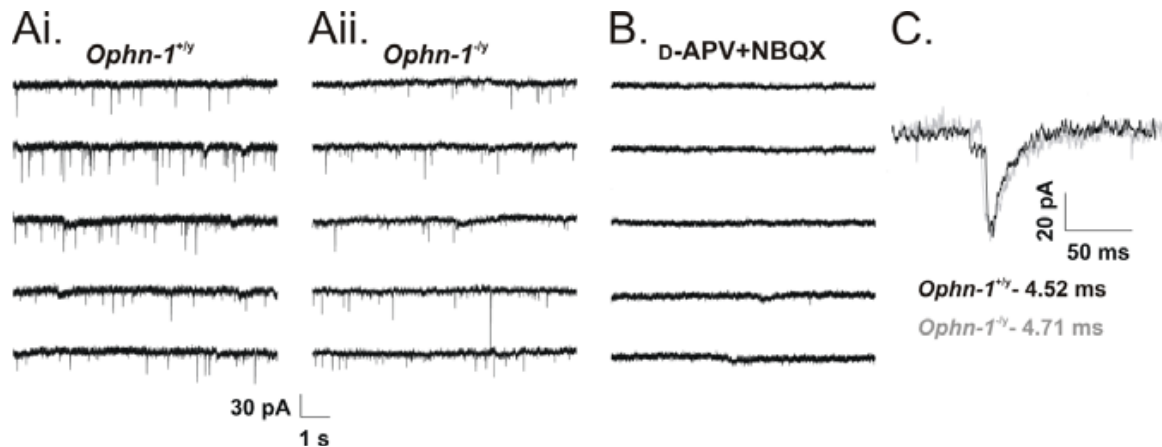 Ai.
Ophn-1+/y
Aii.
Ophn-1-/y
B.
D-APV+NBQX
C.
20 pA
50 ms
Ophn-1+/y- 4.52 ms
Ophn-1-/y- 4.71 ms
30 pA
1 s